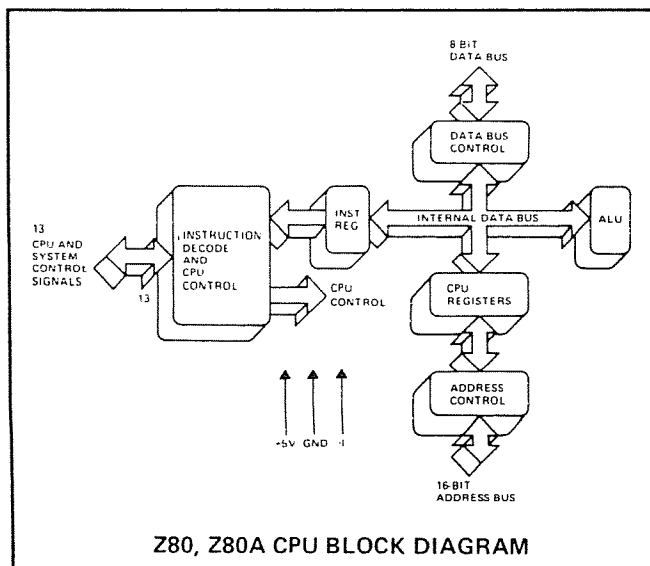 8 BIT
DATA BUS
DATA BUS
CONTROL
13
CPU AND
SYSTEM
CONTROL
SIGNALS
13
INSTRUCTION
DECODE
AND
CPU
CONTROL
INST
REG
INTERNAL DATA BUS
ALU
CPU
CONTROL
CPU
REGISTERS
ADDRESS
CONTROL
+5V GND
16-BIT
ADDRESS BUS
Z80, Z80A CPU BLOCK DIAGRAM